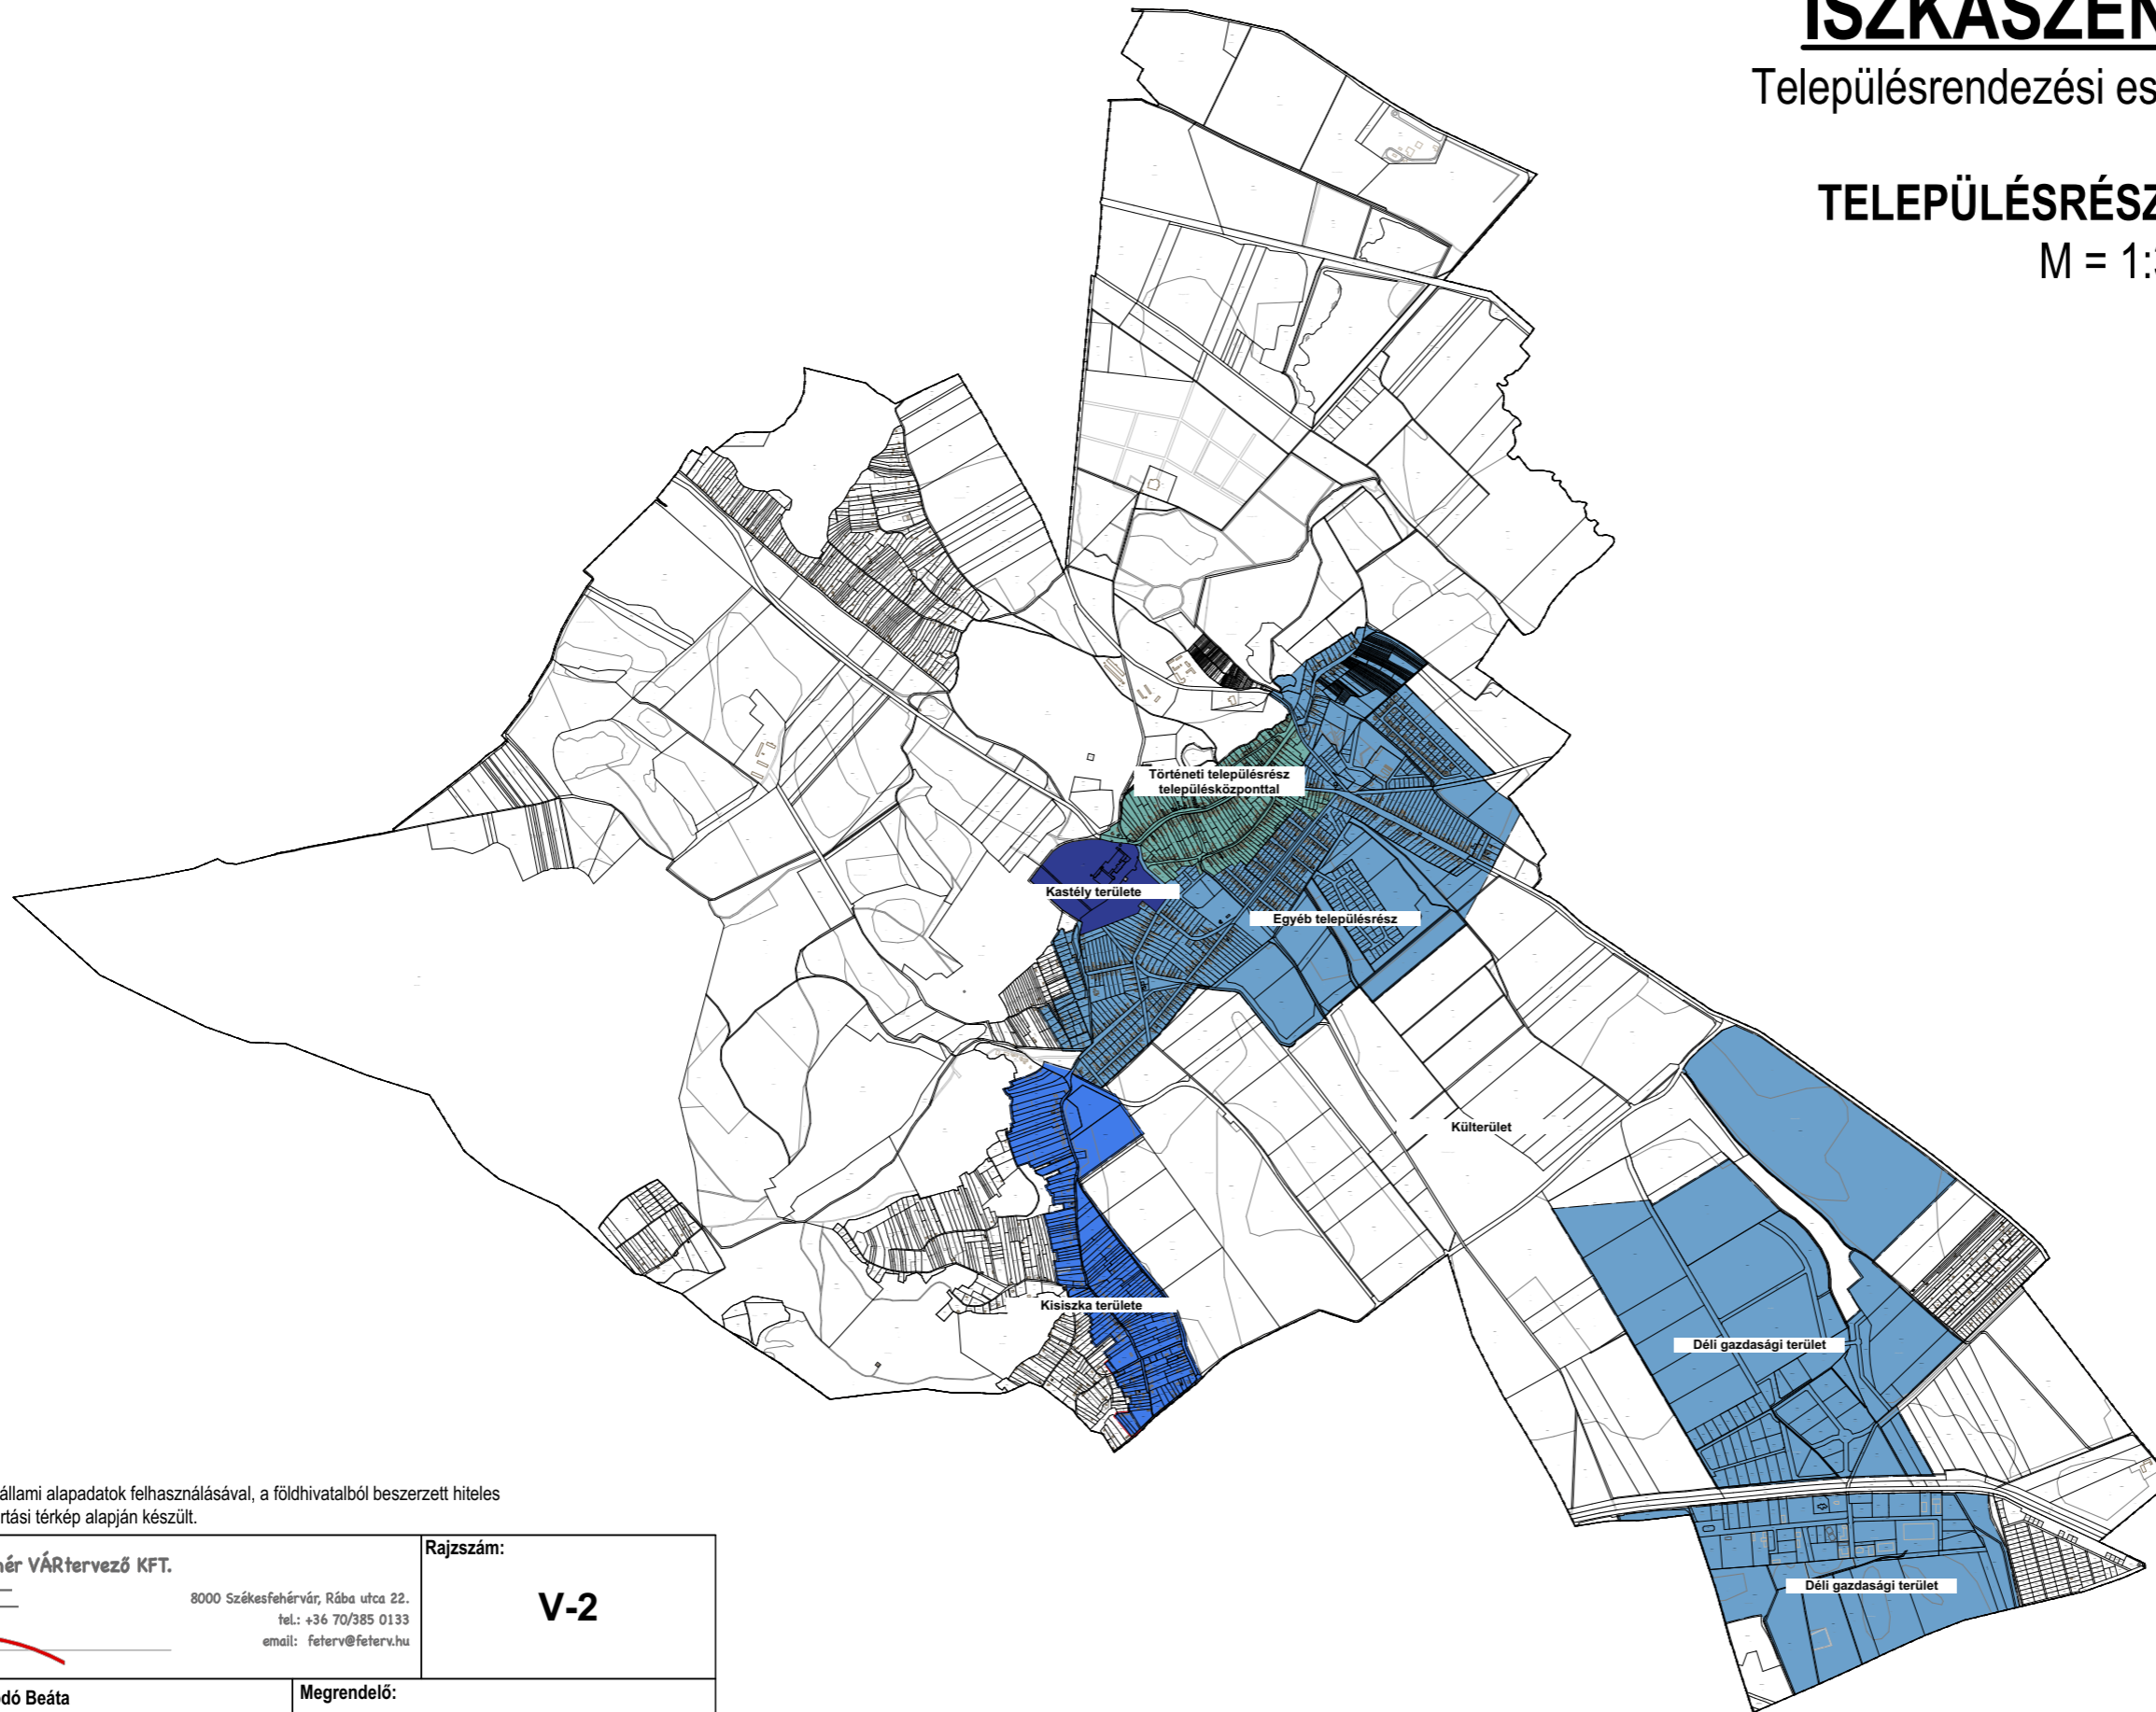 ISZKASZEN
Településrendezési es
TELEPÜLÉSRÉSZ
M = 1:
Történeti településrész
településközponttal
Kastély területe
Egyéb településrész
Külterület
Kisiszka területe
Déli gazdasági terület
Déli gazdasági terület
állami alapadatok felhasználásával, a földhivatalból beszerzett hiteles
rtási térkép alapján készült.
ér VÁRtervező KFT.
8000 Székesfehérvár, Rába utca 22.
tel.: +36 70/385 0133
email: feterv@feterv.hu
Rajzszám:
V-2
dó Beáta
Megrendelő: